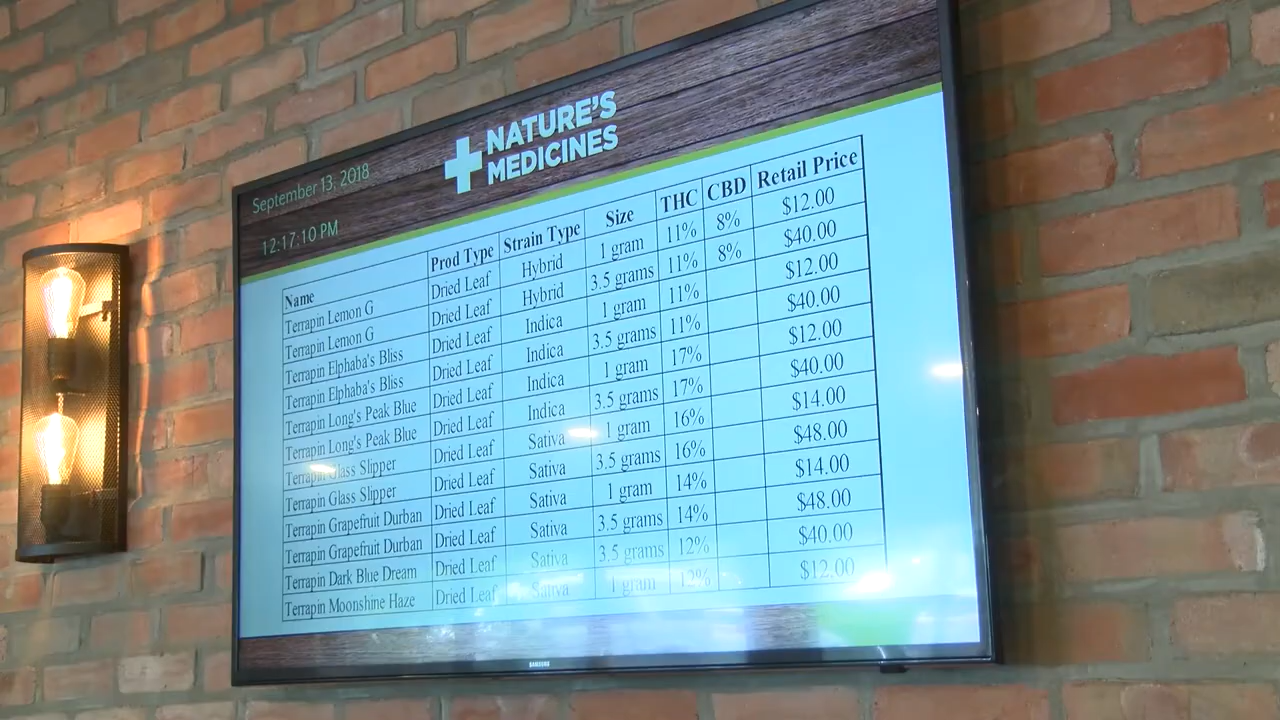 September 13, 2018
12:17:10 PM
NATURE'S
MEDICINES
Name Prod Type Strain Type Size THC CBD Retail Price
Terrapin Lemon G Dried Leaf Hybrid 1 gram 11% 8% $12.00
Terrapin Lemon G Dried Leaf Hybrid 3.5 grams 11% 8% $40.00
Terrapin Elphaba's Bliss Dried Leaf Indica 1 gram 11% $12.00
Terrapin Elphaba's Bliss Dried Leaf Indica 3.5 grams 11% $40.00
Terrapin Long's Peak Blue Dried Leaf Indica 1 gram 17% $12.00
Terrapin Long's Peak Blue Dried Leaf Indica 3.5 grams 17% $40.00
Terrapin Glass Slipper Dried Leaf Sativa 1 gram 16% $14.00
Terrapin Glass Slipper Dried Leaf Sativa 3.5 grams 16% $48.00
Terrapin Grapefruit Durban Dried Leaf Sativa 1 gram 14% $14.00
Terrapin Grapefruit Durban Dried Leaf Sativa 3.5 grams 14% $48.00
Terrapin Dark Blue Dream Dried Leaf Sativa 3.5 grams 12% $40.00
Terrapin Moonshine Haze Dried Leaf Sativa 1 gram 12% $12.00
SAMSUNG